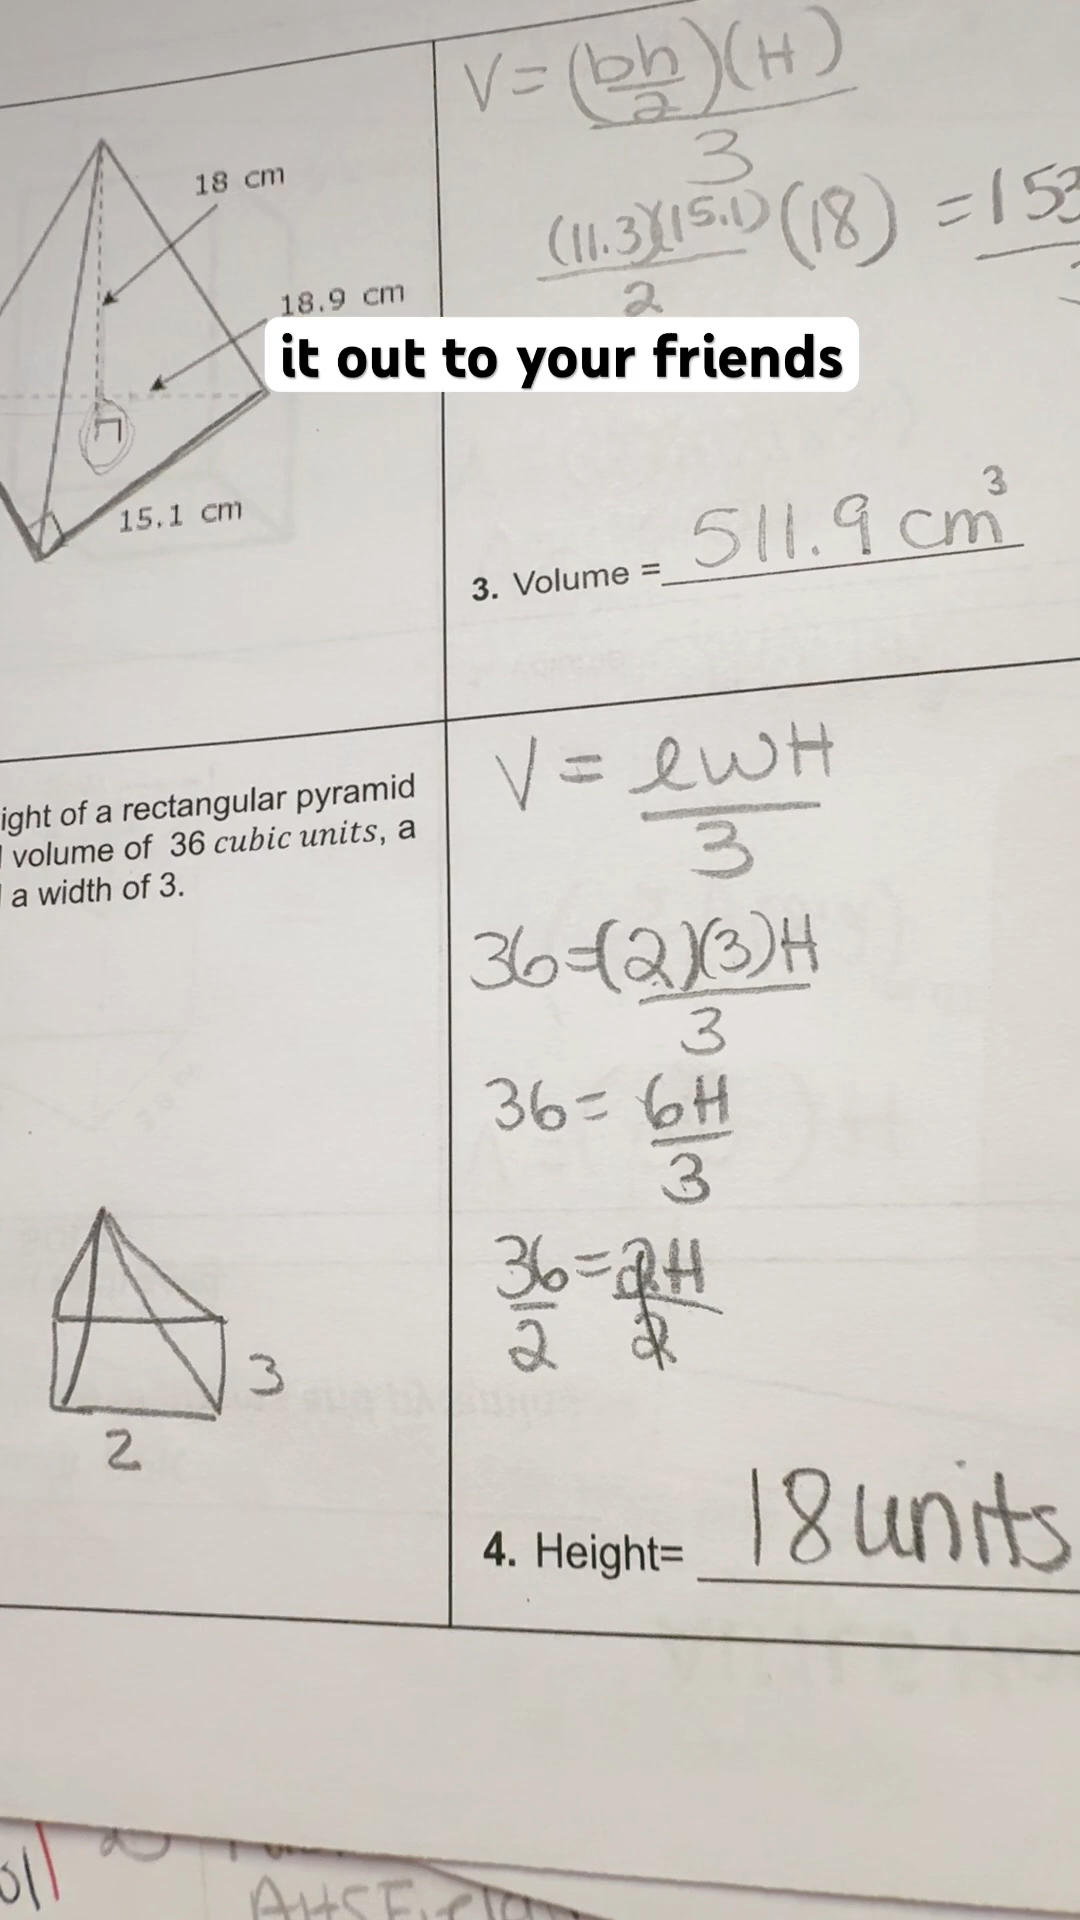 V = (bh/2)(H)
3
18 cm
(11.3)(15.1)(18) = 153
2
18.9 cm
it out to your friends
15.1 cm
3. Volume = 511.9 cm³
V = lwH
3
ight of a rectangular pyramid
volume of 36 cubic units, a
a width of 3.
36=(2)(3)H
3
36= 6H
3
36=2H
2 2
3
2
4. Height= 18 units